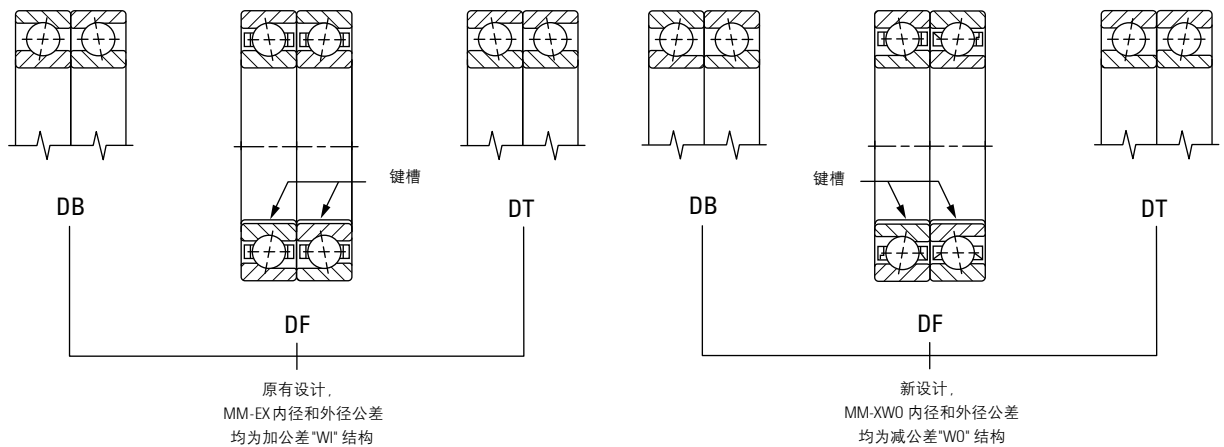 键槽
键槽
DB
DT
DB
DT
DF
DF
原有设计,
MM-EX 内径和外径公差
均为加公差"WI" 结构
新设计,
MM-XWO 内径和外径公差
均为减公差"WO" 结构